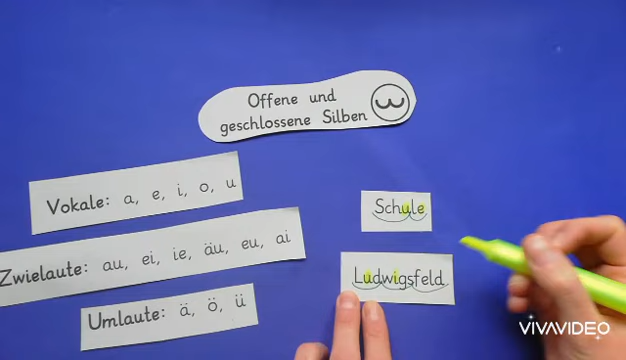 Offene und
geschlossene Silben
Vokale: a, e, i, o, u
Zwielaute: au, ei, ie, äu, eu, ai
Umlaute: ä, ö, ü
Schule
Ludwigsfeld
VIVAVIDEO